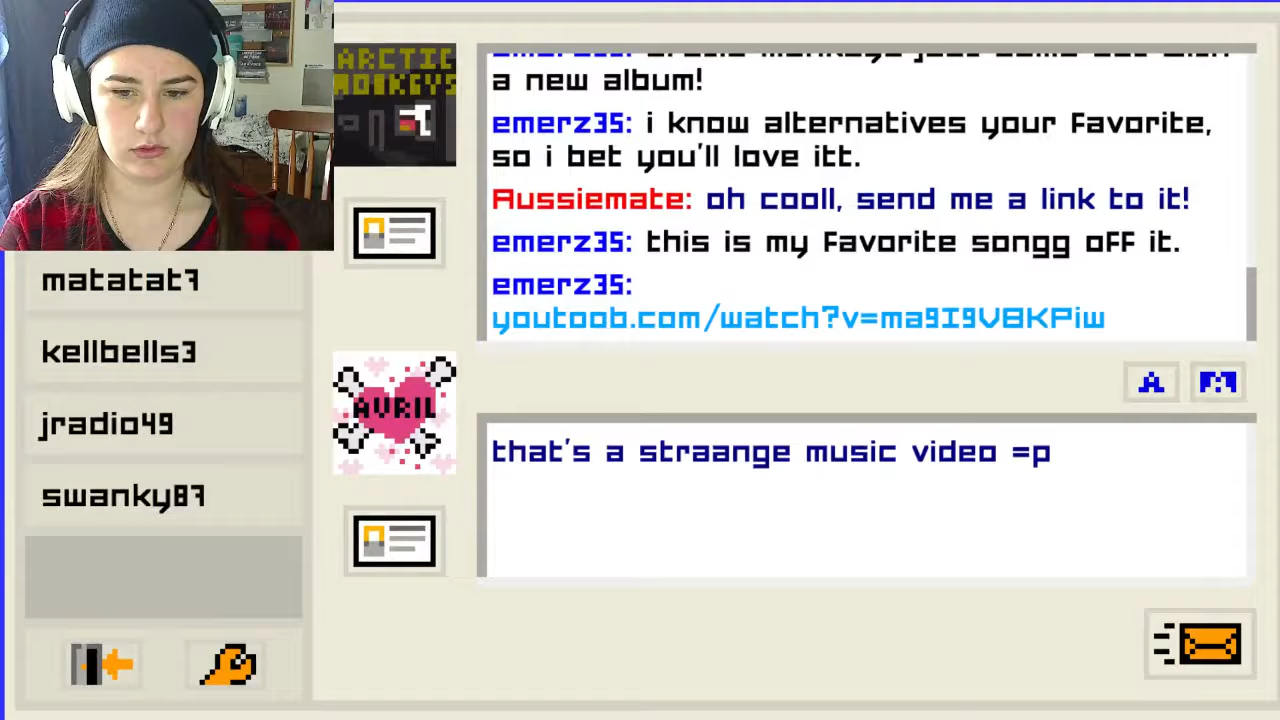 ARCTIC
MONKEYS
a new album!
emerz35: i know alternatives your favorite,
so i bet you'll love itt.
Aussiemate: oh cooll, send me a link to it!
emerz35: this is my favorite songg off it.
emerz35:
youtoob.com/watch?v=ma9I9V8KPiw
A M
AVRIL
that's a straange music video =p
matatat7
kellbells3
jradio49
swanky87